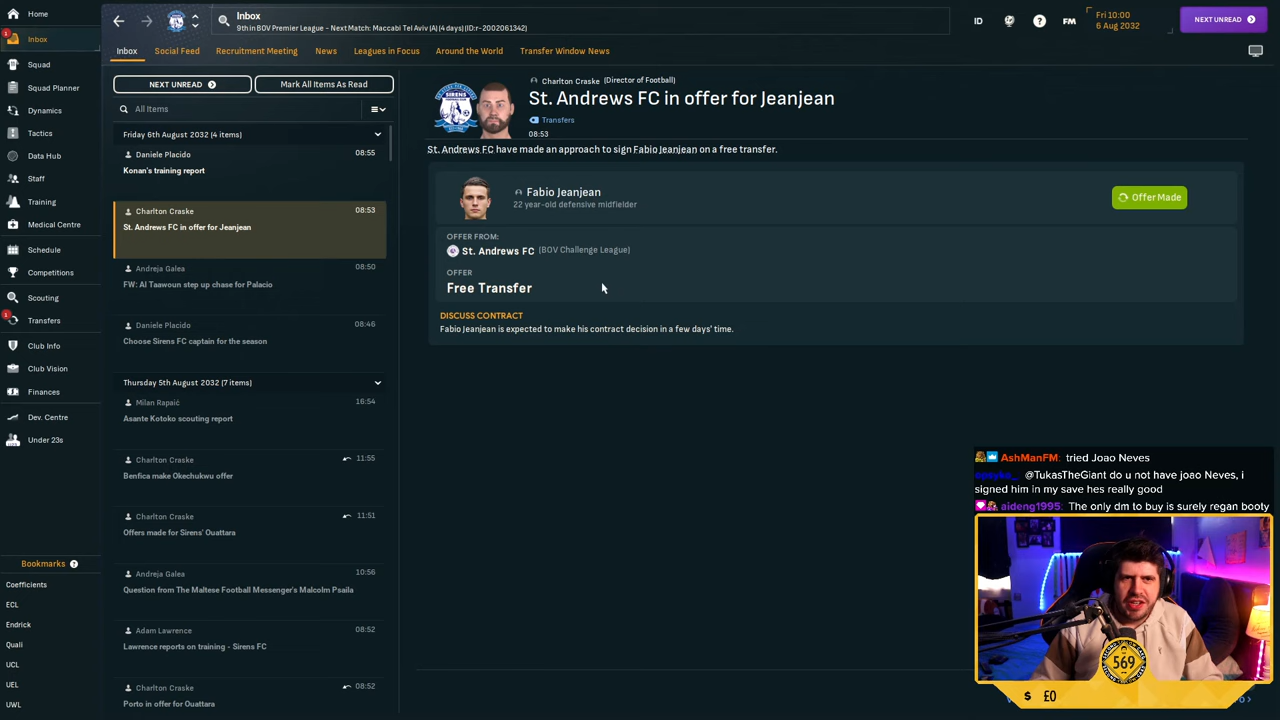 Home
Inbox
Squad
Squad Planner
Dynamics
Tactics
Data Hub
Staff
Training
Medical Centre
Schedule
Competitions
Scouting
Transfers
Club Info
Club Vision
Finances
Dev. Centre
Under 23s
Bookmarks ?
Coefficients
ECL
Endrick
Quali
UCL
UEL
UWL
Inbox
9th in BOV Premier League - Next Match: Maccabi Tel Aviv (A) (4 days) (ID:r-2002061342)
ID
?
FM
Fri 10:00
6 Aug 2032
NEXT UNREAD
Inbox Social Feed Recruitment Meeting News Leagues in Focus Around the World Transfer Window News
NEXT UNREAD
Mark All Items As Read
All Items
Friday 6th August 2032 (4 items)
Daniele Placido 08:55
Konan's training report
Charlton Craske 08:53
St. Andrews FC in offer for Jeanjean
Andreja Galea 08:50
FW: Al Taawoun step up chase for Palacio
Daniele Placido 08:46
Choose Sirens FC captain for the season
Thursday 5th August 2032 (7 items)
Milan Rapaić 16:54
Asante Kotoko scouting report
Charlton Craske 11:55
Benfica make Okechukwu offer
Charlton Craske 11:51
Offers made for Sirens' Ouattara
Andreja Galea 10:56
Question from The Maltese Football Messenger's Malcolm Psaila
Adam Lawrence 08:52
Lawrence reports on training - Sirens FC
Charlton Craske 08:52
Porto in offer for Ouattara
SIRENS
Charlton Craske (Director of Football)
St. Andrews FC in offer for Jeanjean
Transfers
08:53
St. Andrews FC have made an approach to sign Fabio Jeanjean on a free transfer.
Fabio Jeanjean
22 year-old defensive midfielder
Offer Made
OFFER FROM:
St. Andrews FC (BOV Challenge League)
OFFER
Free Transfer
DISCUSS CONTRACT
Fabio Jeanjean is expected to make his contract decision in a few days' time.
AshManFM: tried Joao Neves
@TukasTheGiant do u not have joao Neves, i
signed him in my save hes really good
aideng1995: The only dm to buy is surely regan booty
569
$ £0